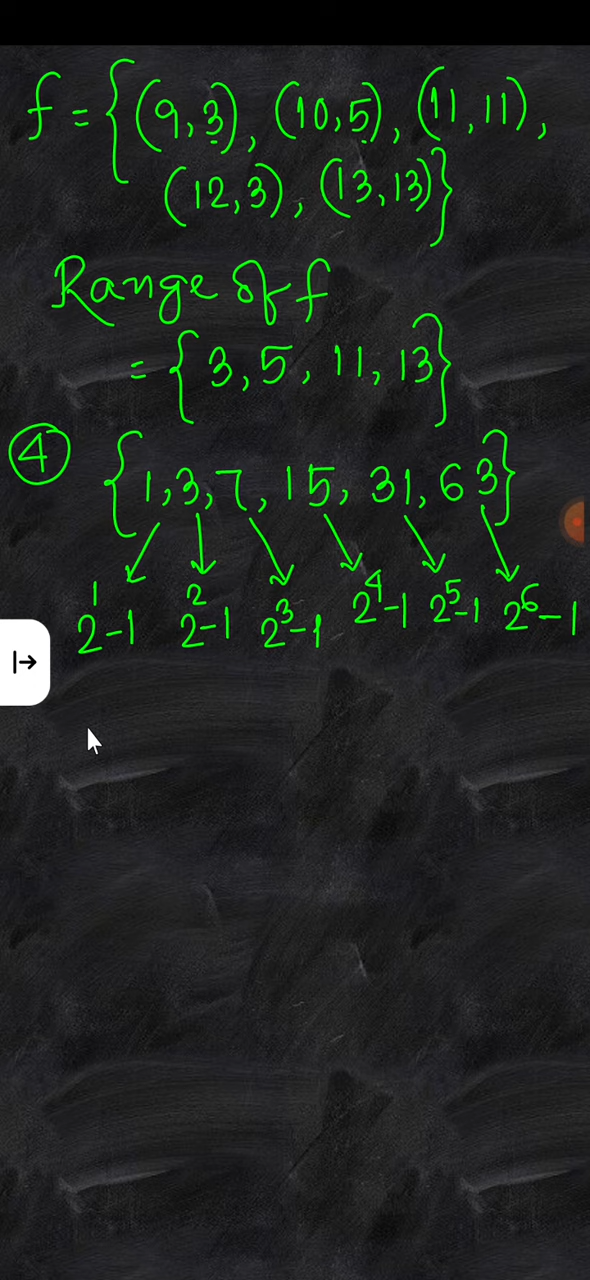 f = {(9,3), (10,5), (11,11),
(12,3), (13,13)}
Range of f
= {3,5, 11, 13}
④ {1,3,7, 15, 31, 63}
2¹-1 2²-1 2³-1 2⁴-1 2⁵-1 2⁶-1